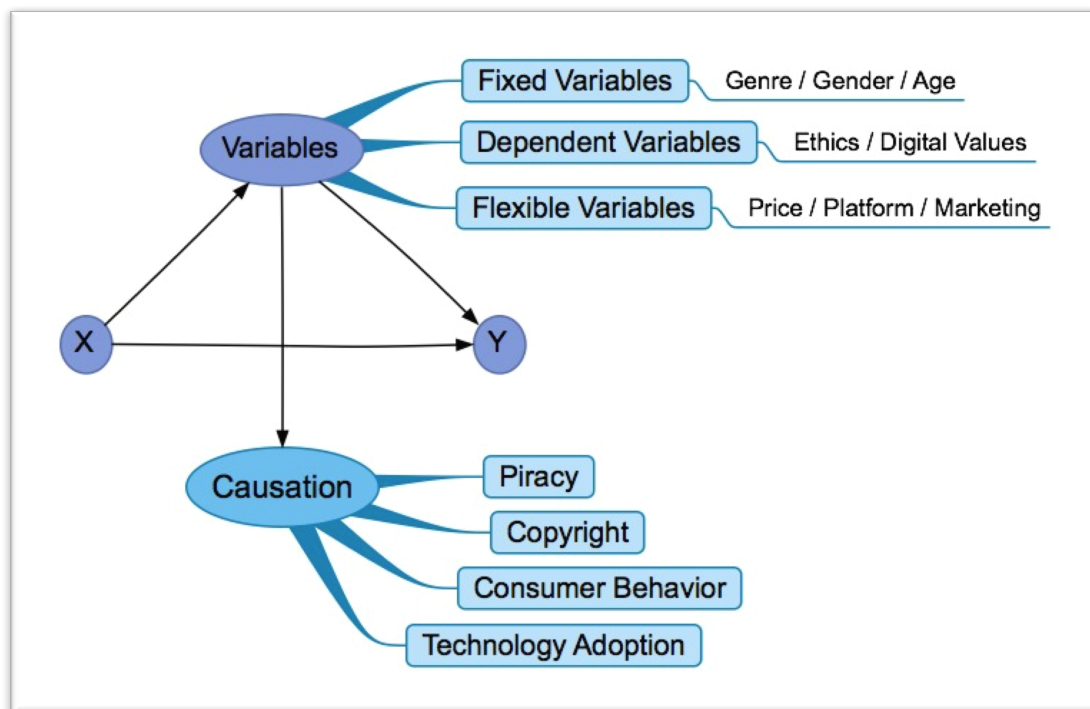 Fixed Variables
Genre / Gender / Age
Variables
Dependent Variables
Ethics / Digital Values
Flexible Variables
Price / Platform / Marketing
X
Y
Causation
Piracy
Copyright
Consumer Behavior
Technology Adoption